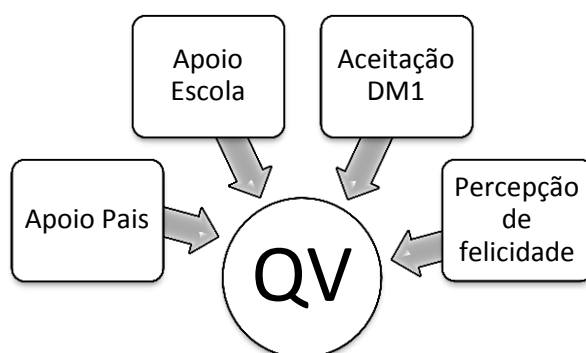 Apoio
Escola
Aceitação
DM1
Apoio Pais
Percepção
de
felicidade
QV